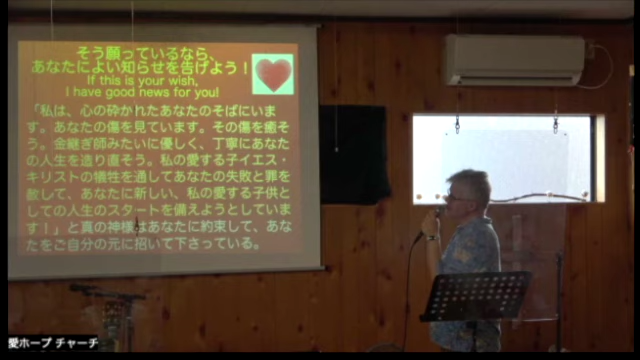 そう願っているなら、
あなたによい知らせを告げよう！
If this is your wish,
I have good news for you!
「私は、心の砕かれたあなたのそばにいま
す。あなたの傷を見ています。その傷を癒そ
う。金継ぎ師みたいに優しく、丁寧にあなた
の人生を造り直そう。私の愛する子イエス・
キリストの犠牲を通してあなたの失敗と罪を
赦して、あなたに新しい、私の愛する子供と
しての人生のスタートを備えようとしていま
す！」と真の神様はあなたに約束して、あな
たをご自分の元に招いて下さっている。
愛ホープ チャーチ